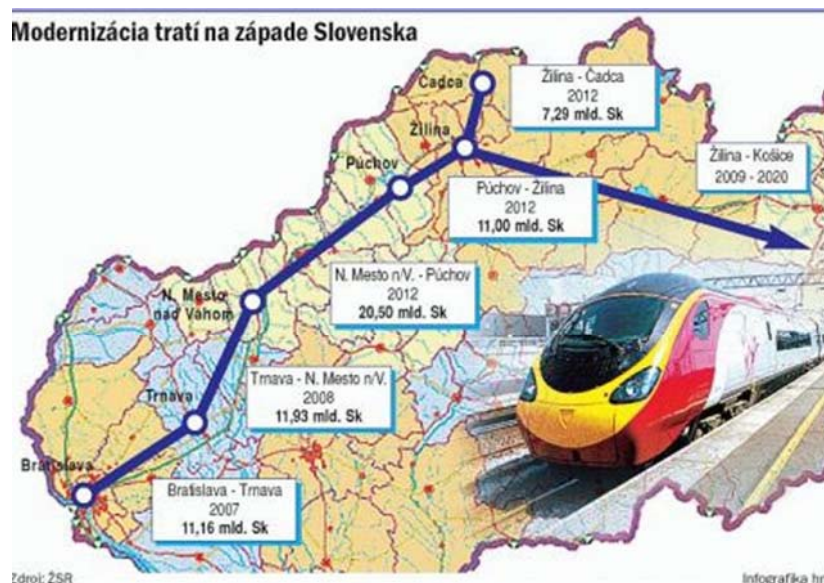 Modernizácia tratí na západe Slovenska
Čadca
Žilina - Čadca
2012
7,29 mld. Sk
Žilina
Žilina - Košice
2009 - 2020
Púchov
Púchov - Žilina
2012
11,00 mld. Sk
N. Mesto
nad Váhom
N. Mesto n/V. - Púchov
2012
20,50 mld. Sk
Trnava
Trnava - N. Mesto n/V.
2008
11,93 mld. Sk
Bratislava
Bratislava - Trnava
2007
11,16 mld. Sk
Zdroj: ŽSR
Infografika hn